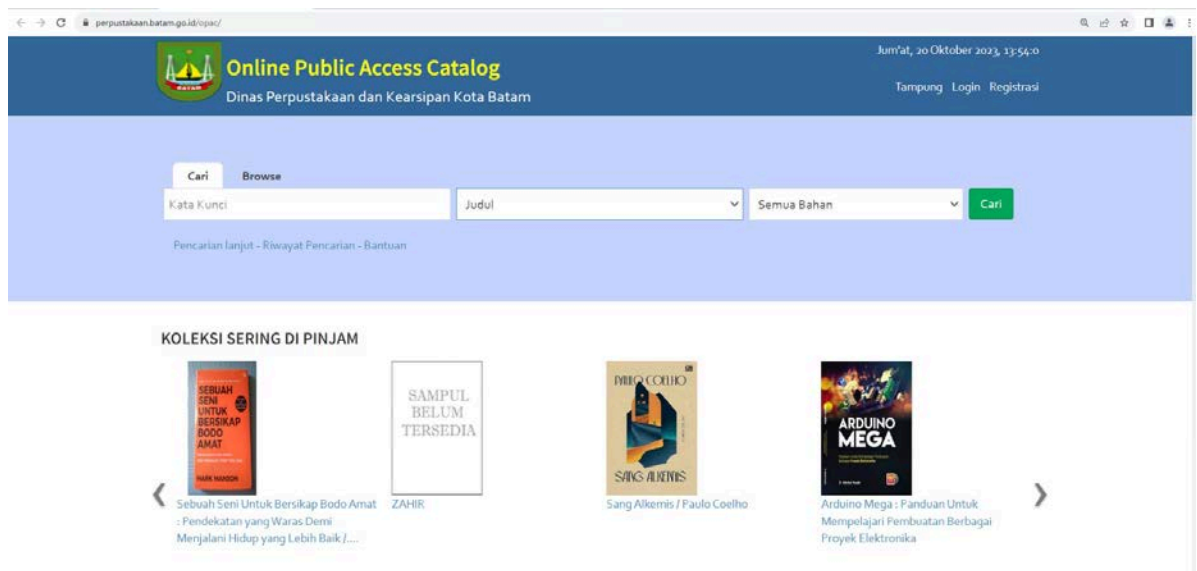 perpustakaan.batam.go.id/opac/
Jum'at, 20 Oktober 2023, 13:54:0
BATAM
Online Public Access Catalog
Dinas Perpustakaan dan Kearsipan Kota Batam
Tampung Login Registrasi
Cari Browse
Kata Kunci Judul Semua Bahan Cari
Pencarian lanjut - Riwayat Pencarian - Bantuan
KOLEKSI SERING DI PINJAM
SEBUAH
SENI
UNTUK
BERSIKAP
BODO
AMAT
MARK MANSON
SAMPUL
BELUM
TERSEDIA
PAULO COELHO
SANG ALKEMIS
ARDUINO
MEGA
Sebuah Seni Untuk Bersikap Bodo Amat
: Pendekatan yang Waras Demi
Menjalani Hidup yang Lebih Baik /....
ZAHIR
Sang Alkemis / Paulo Coelho
Arduino Mega : Panduan Untuk
Mempelajari Pembuatan Berbagai
Proyek Elektronika